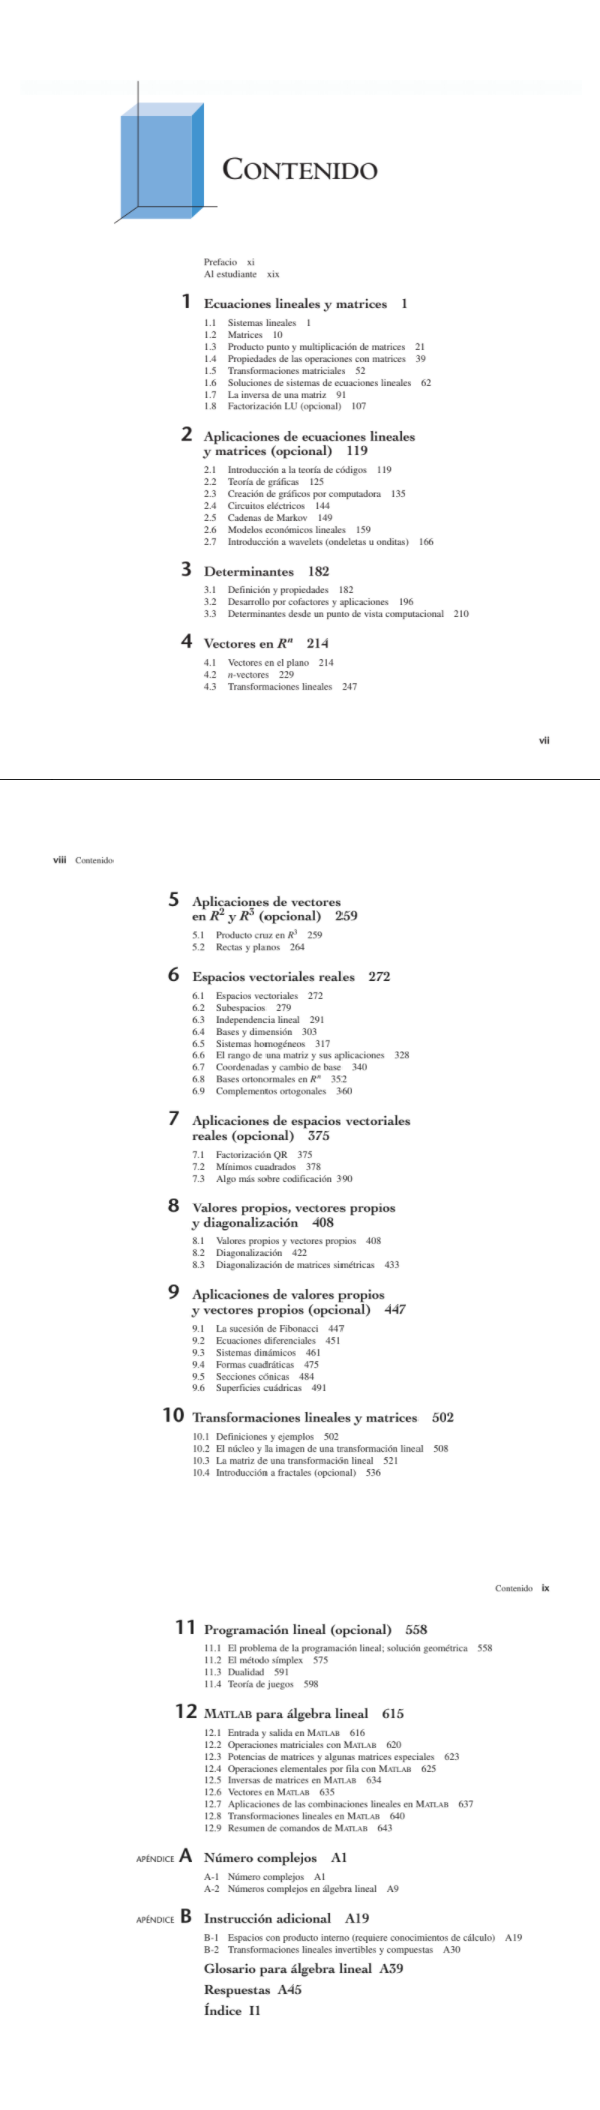 CONTENIDO
Prefacio xi
Al estudiante xix
1 Ecuaciones lineales y matrices 1
1.1 Sistemas lineales 1
1.2 Matrices 10
1.3 Producto punto y multiplicación de matrices 21
1.4 Propiedades de las operaciones con matrices 39
1.5 Transformaciones matriciales 52
1.6 Soluciones de sistemas de ecuaciones lineales 62
1.7 La inversa de una matriz 91
1.8 Factorización LU (opcional) 107
2 Aplicaciones de ecuaciones lineales
y matrices (opcional) 119
2.1 Introducción a la teoría de códigos 119
2.2 Teoría de gráficas 125
2.3 Creación de gráficos por computadora 135
2.4 Circuitos eléctricos 144
2.5 Cadenas de Markov 149
2.6 Modelos económicos lineales 159
2.7 Introducción a wavelets (ondeletas u onditas) 166
3 Determinantes 182
3.1 Definición y propiedades 182
3.2 Desarrollo por cofactores y aplicaciones 196
3.3 Determinantes desde un punto de vista computacional 210
4 Vectores en Rⁿ 214
4.1 Vectores en el plano 214
4.2 n-vectores 229
4.3 Transformaciones lineales 247
vii
viii Contenido
5 Aplicaciones de vectores
en R² y R³ (opcional) 259
5.1 Producto cruz en R³ 259
5.2 Rectas y planos 264
6 Espacios vectoriales reales 272
6.1 Espacios vectoriales 272
6.2 Subespacios 279
6.3 Independencia lineal 291
6.4 Bases y dimensión 303
6.5 Sistemas homogéneos 317
6.6 El rango de una matriz y sus aplicaciones 328
6.7 Coordenadas y cambio de base 340
6.8 Bases ortonormales en Rⁿ 352
6.9 Complementos ortogonales 360
7 Aplicaciones de espacios vectoriales
reales (opcional) 375
7.1 Factorización QR 375
7.2 Mínimos cuadrados 378
7.3 Algo más sobre codificación 390
8 Valores propios, vectores propios
y diagonalización 408
8.1 Valores propios y vectores propios 408
8.2 Diagonalización 422
8.3 Diagonalización de matrices simétricas 433
9 Aplicaciones de valores propios
y vectores propios (opcional) 447
9.1 La sucesión de Fibonacci 447
9.2 Ecuaciones diferenciales 451
9.3 Sistemas dinámicos 461
9.4 Formas cuadráticas 475
9.5 Secciones cónicas 484
9.6 Superficies cuádricas 491
10 Transformaciones lineales y matrices 502
10.1 Definiciones y ejemplos 502
10.2 El núcleo y la imagen de una transformación lineal 508
10.3 La matriz de una transformación lineal 521
10.4 Introducción a fractales (opcional) 536
Contenido ix
11 Programación lineal (opcional) 558
11.1 El problema de la programación lineal; solución geométrica 558
11.2 El método símplex 575
11.3 Dualidad 591
11.4 Teoría de juegos 598
12 MATLAB para álgebra lineal 615
12.1 Entrada y salida en MATLAB 616
12.2 Operaciones matriciales con MATLAB 620
12.3 Potencias de matrices y algunas matrices especiales 623
12.4 Operaciones elementales por fila con MATLAB 625
12.5 Inversas de matrices en MATLAB 634
12.6 Vectores en MATLAB 635
12.7 Aplicaciones de las combinaciones lineales en MATLAB 637
12.8 Transformaciones lineales en MATLAB 640
12.9 Resumen de comandos de MATLAB 643
APÉNDICE A Número complejos A1
A-1 Número complejos A1
A-2 Números complejos en álgebra lineal A9
APÉNDICE B Instrucción adicional A19
B-1 Espacios con producto interno (requiere conocimientos de cálculo) A19
B-2 Transformaciones lineales invertibles y compuestas A30
Glosario para álgebra lineal A39
Respuestas A45
Índice I1